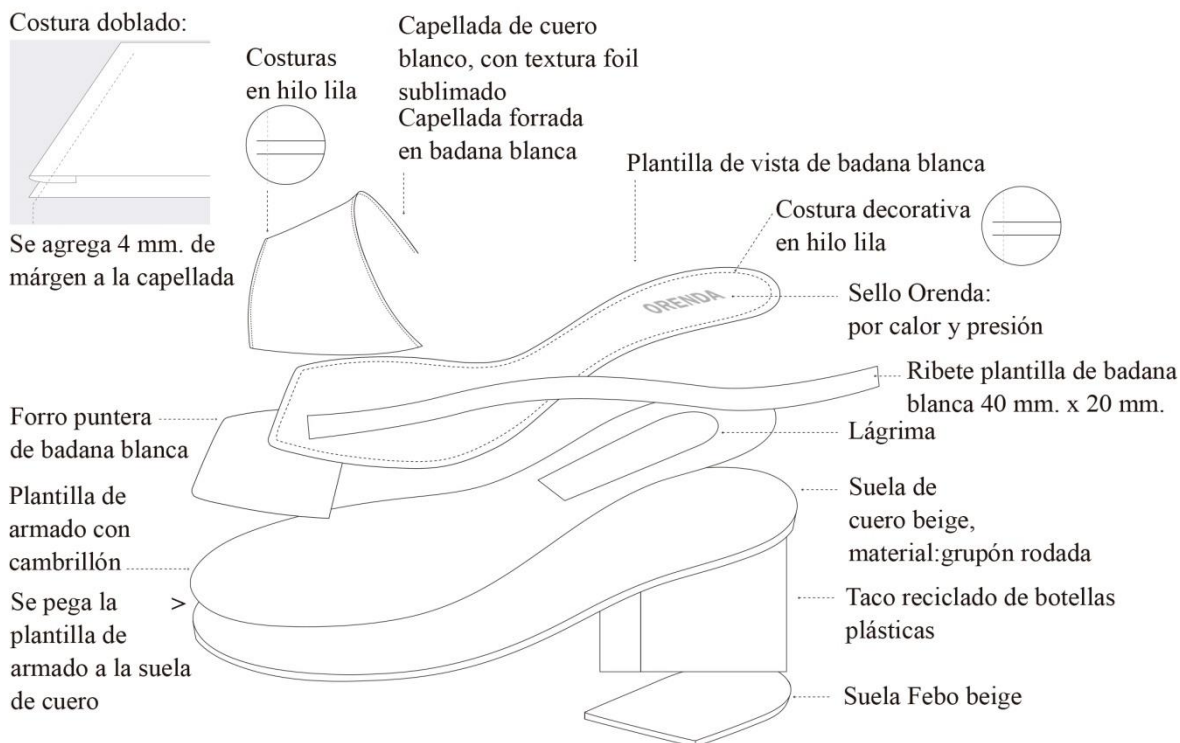 Costura doblado:
Se agrega 4 mm. de
márgen a la capellada
Costuras
en hilo lila
Capellada de cuero
blanco, con textura foil
sublimado
Capellada forrada
en badana blanca
Plantilla de vista de badana blanca
Costura decorativa
en hilo lila
ORENDA
Sello Orenda:
por calor y presión
Ribete plantilla de badana
blanca 40 mm. x 20 mm.
Lágrima
Forro puntera
de badana blanca
Plantilla de
armado con
cambrillón
Se pega la >
plantilla de
armado a la suela
de cuero
Suela de
cuero beige,
material:grupón rodada
Taco reciclado de botellas
plásticas
Suela Febo beige